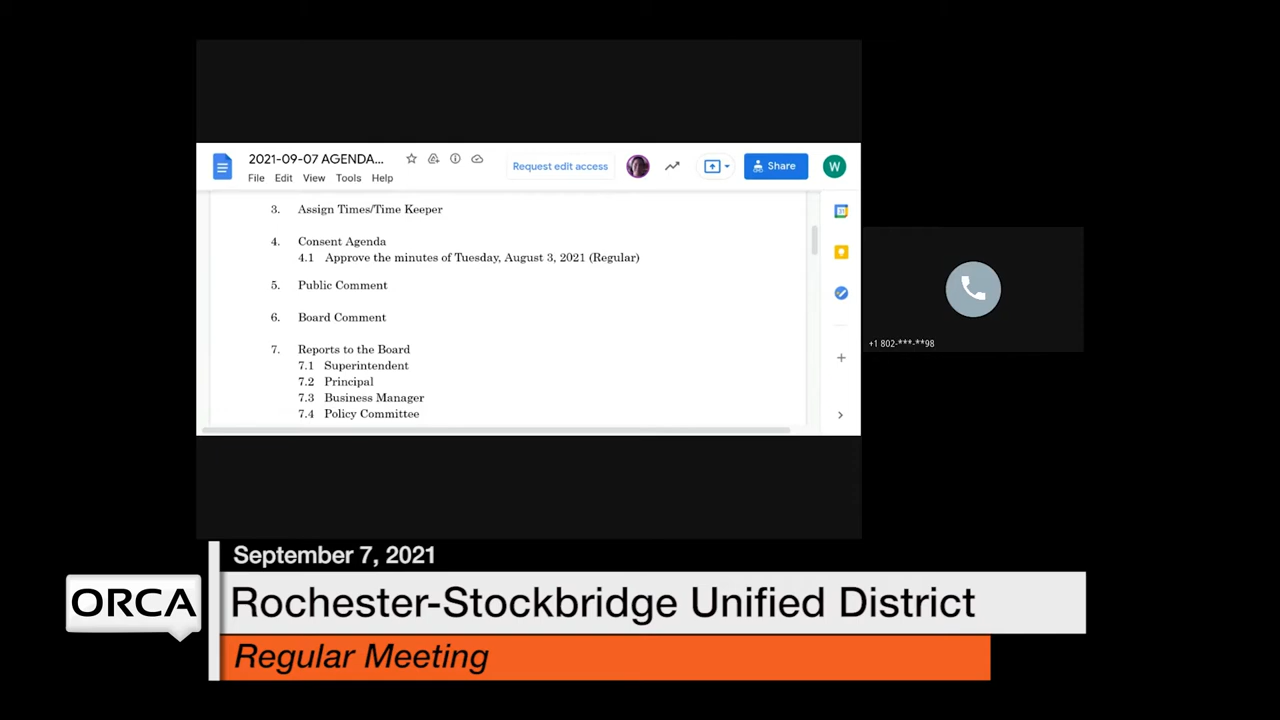 2021-09-07 AGENDA...
Request edit access
Share
W
File Edit View Tools Help
3. Assign Times/Time Keeper
4. Consent Agenda
4.1 Approve the minutes of Tuesday, August 3, 2021 (Regular)
5. Public Comment
6. Board Comment
7. Reports to the Board
7.1 Superintendent
7.2 Principal
7.3 Business Manager
7.4 Policy Committee
+1 802-***-**98
September 7, 2021
ORCA
Rochester-Stockbridge Unified District
Regular Meeting